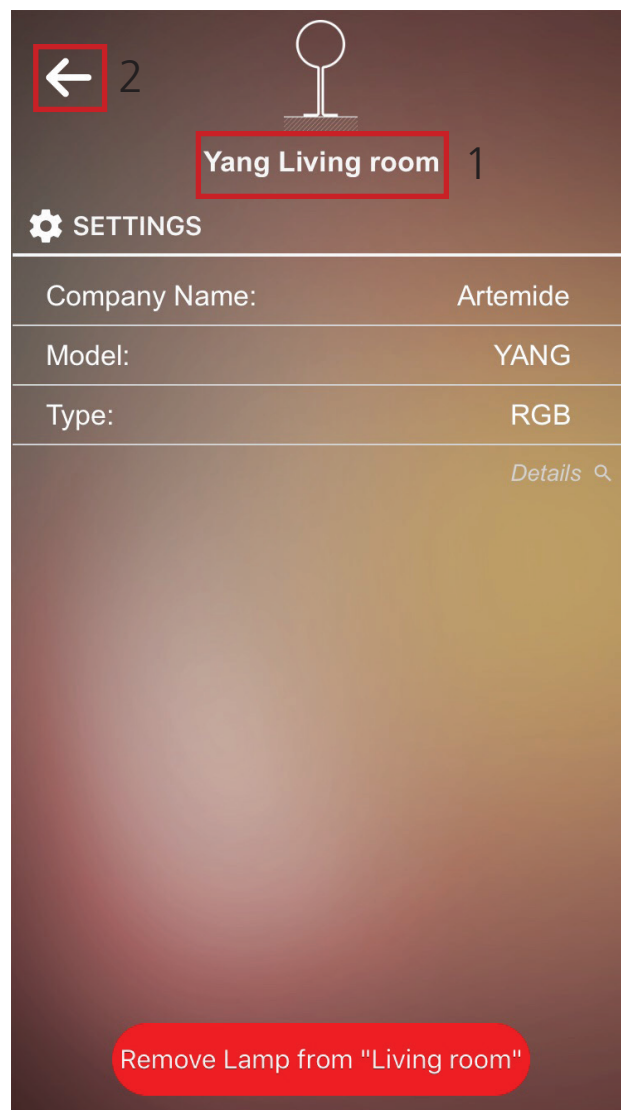 2
Yang Living room 1
SETTINGS
Company Name: Artemide
Model: YANG
Type: RGB
Details
Remove Lamp from "Living room"